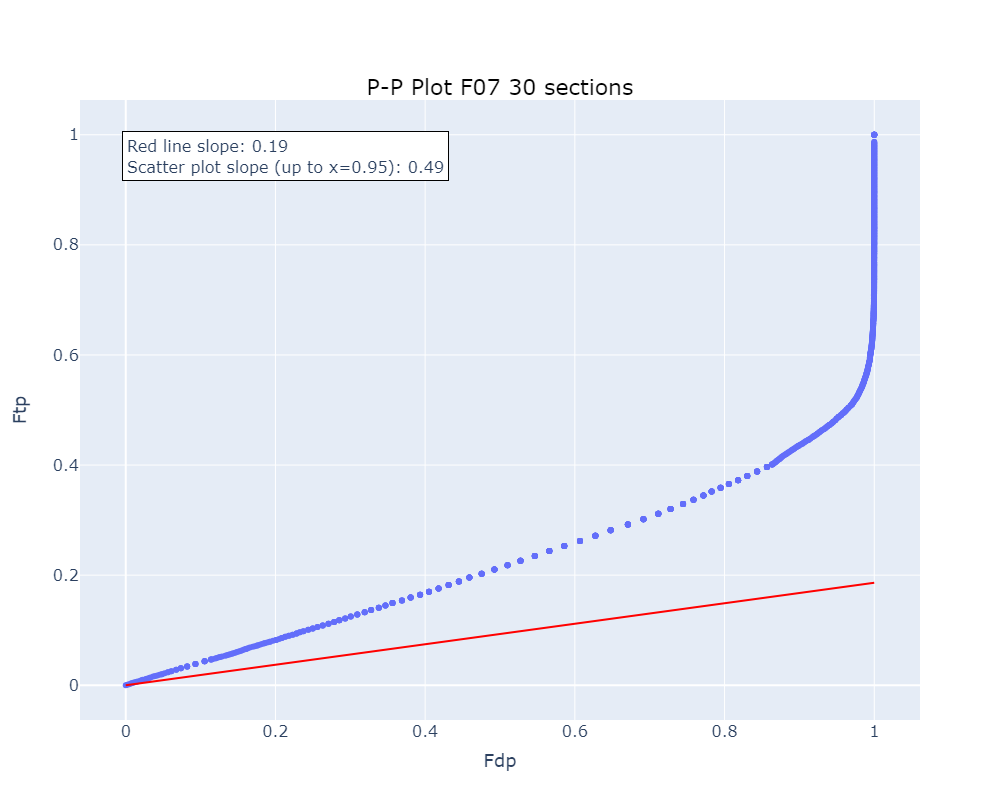 P-P Plot F07 30 sections
Red line slope: 0.19
Scatter plot slope (up to x=0.95): 0.49
1
0.8
0.6
0.4
0.2
0
Ftp
0 0.2 0.4 0.6 0.8 1
Fdp